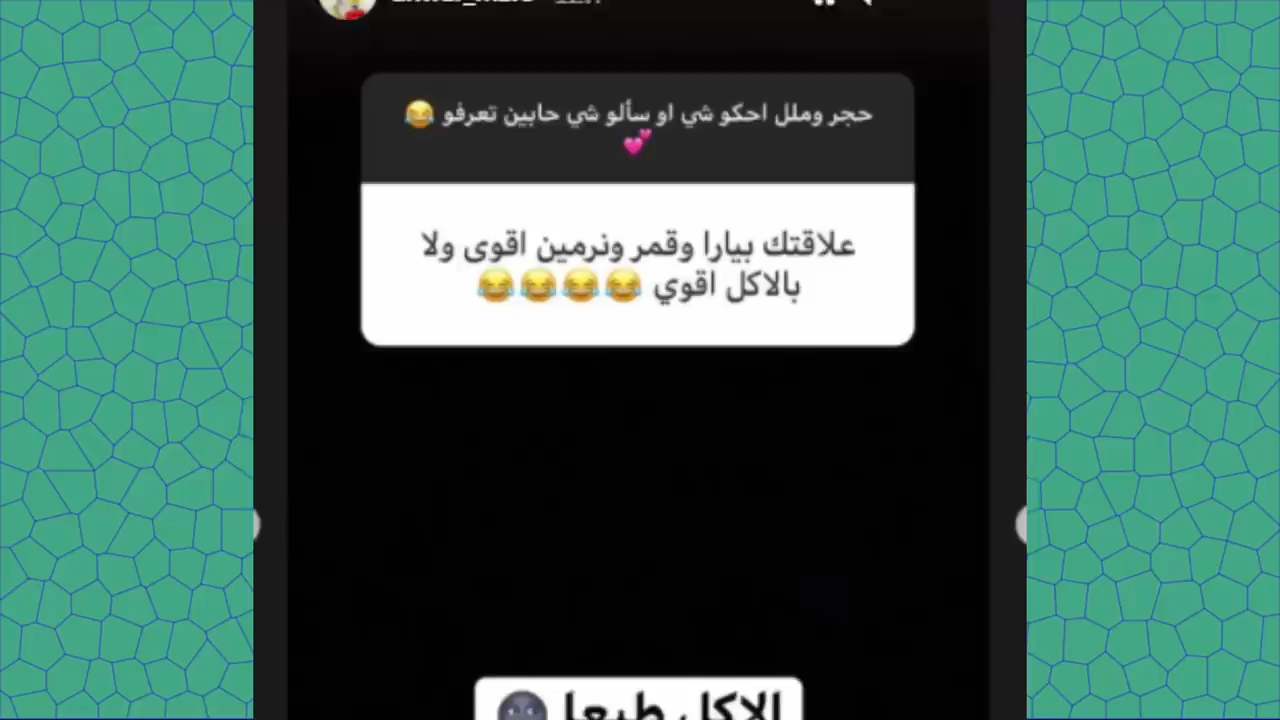 حجر وملل احكو شي او سألو شي حابين تعرفو 😂
💕
علاقتك بيارا وقمر ونرمين اقوى ولا
بالاكل اقوي 😂😂😂😂
الاكل طبعا 🌚